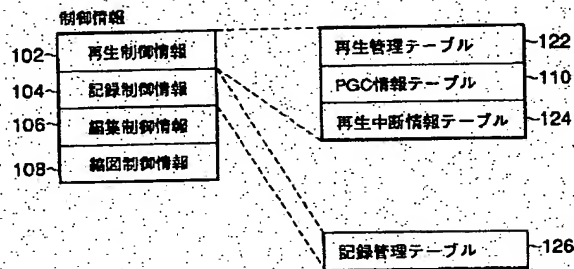 制御情報
102 再生制御情報
104 記録制御情報
106 編集制御情報
108 縮図制御情報
再生管理テーブル 122
PGC情報テーブル 110
再生中断情報テーブル 124
記録管理テーブル 126